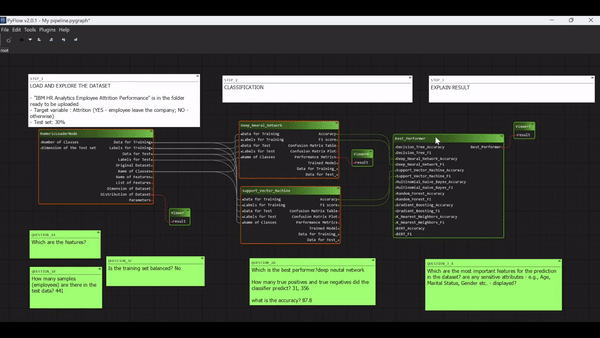 PyFlow v2.0.1 - My pipeline.pygraph*
File Edit Tools Plugins Help
root
STEP_1
LOAD AND EXPLORE THE DATASET
- "IBM HR Analytics Employee Attrition Performance" is in the folder
ready to be uploaded
- Target variable : Attrition (YES - employee leave the company; NO -
otherwise)
- Test set: 30%
STEP_2
CLASSIFICATION
EXPLAIN RESULT
NumericLoaderNode
Number of Classes
Dimension of the Test set
Data for Training
Labels for Training
Data for Test
Labels for Test
Original Dataset
Name of Classes
Name of Features
List of Features
Dimension of Dataset
Distribution of Dataset
Parameters
result
Deep_Neural_Network
Data for Training
Labels for Training
Data for Test
Labels for Test
Name of Classes
Accuracy
F1 score
Confusion Matrix Table
Confusion Matrix Plot
Performance Metrics
Trained Model
Data for Training
Data for Test
result
Support_Vector_Machine
Data for Training
Labels for Training
Data for Test
Labels for Test
Name of Classes
Accuracy
F1 score
Confusion Matrix Table
Confusion Matrix Plot
Performance Metrics
Trained Model
Data for Training
Data for Test
Best_Performer
Decision_Tree_Accuracy
Decision_Tree_F1
Deep_Neural_Network_Accuracy
Deep_Neural_Network_F1
Support_Vector_Machine_Accuracy
Support_Vector_Machine_F1
Multinomial_Naive_Bayes_Accuracy
Multinomial_Naive_Bayes_F1
Random_Forest_Accuracy
Random_Forest_F1
Gradient_Boosting_Accuracy
Gradient_Boosting_F1
K_Nearest_Neighbors_Accuracy
K_Nearest_Neighbors_F1
BERT_Accuracy
BERT_F1
Best_Performer
result
Which are the features?
How many samples
(employees) are there in the
test data? 441
Is the training set balanced? No
Which is the best performer?deep neutal network
How many true positives and true negatives did the
classifier predict? 31, 356
what is the accuracy? 87.8
Which are the most important features for the prediction
in the dataset? are any sensitive attributes - e.g., Age,
Marital Status, Gender etc. - displayed?